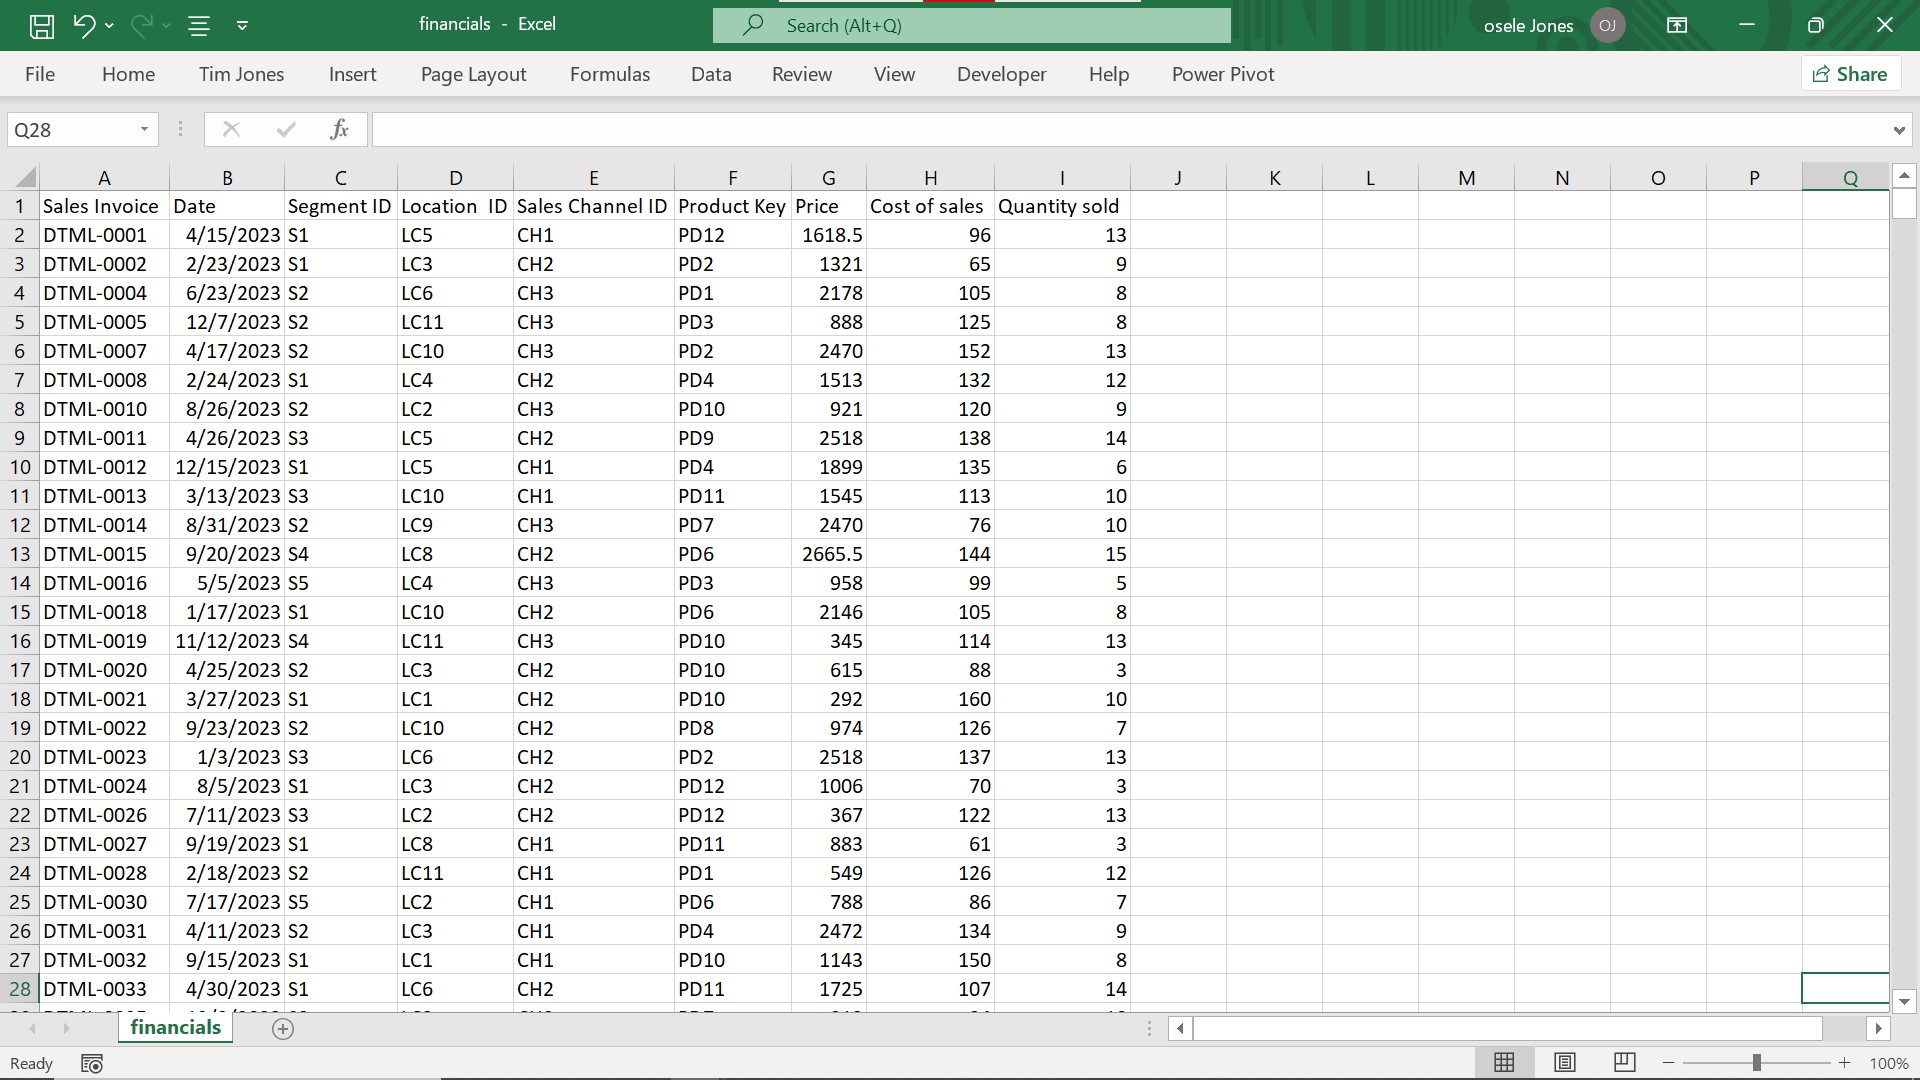 financials - Excel
Search (Alt+Q)
osele Jones OJ
File Home Tim Jones Insert Page Layout Formulas Data Review View Developer Help Power Pivot Share
Q28 fx
A B C D E F G H I J K L M N O P Q
1 Sales Invoice Date Segment ID Location ID Sales Channel ID Product Key Price Cost of sales Quantity sold
2 DTML-0001 4/15/2023 S1 LC5 CH1 PD12 1618.5 96 13
3 DTML-0002 2/23/2023 S1 LC3 CH2 PD2 1321 65 9
4 DTML-0004 6/23/2023 S2 LC6 CH3 PD1 2178 105 8
5 DTML-0005 12/7/2023 S2 LC11 CH3 PD3 888 125 8
6 DTML-0007 4/17/2023 S2 LC10 CH3 PD2 2470 152 13
7 DTML-0008 2/24/2023 S1 LC4 CH2 PD4 1513 132 12
8 DTML-0010 8/26/2023 S2 LC2 CH3 PD10 921 120 9
9 DTML-0011 4/26/2023 S3 LC5 CH2 PD9 2518 138 14
10 DTML-0012 12/15/2023 S1 LC5 CH1 PD4 1899 135 6
11 DTML-0013 3/13/2023 S3 LC10 CH1 PD11 1545 113 10
12 DTML-0014 8/31/2023 S2 LC9 CH3 PD7 2470 76 10
13 DTML-0015 9/20/2023 S4 LC8 CH2 PD6 2665.5 144 15
14 DTML-0016 5/5/2023 S5 LC4 CH3 PD3 958 99 5
15 DTML-0018 1/17/2023 S1 LC10 CH2 PD6 2146 105 8
16 DTML-0019 11/12/2023 S4 LC11 CH3 PD10 345 114 13
17 DTML-0020 4/25/2023 S2 LC3 CH2 PD10 615 88 3
18 DTML-0021 3/27/2023 S1 LC1 CH2 PD10 292 160 10
19 DTML-0022 9/23/2023 S2 LC10 CH2 PD8 974 126 7
20 DTML-0023 1/3/2023 S3 LC6 CH2 PD2 2518 137 13
21 DTML-0024 8/5/2023 S1 LC3 CH2 PD12 1006 70 3
22 DTML-0026 7/11/2023 S3 LC2 CH2 PD12 367 122 13
23 DTML-0027 9/19/2023 S1 LC8 CH1 PD11 883 61 3
24 DTML-0028 2/18/2023 S2 LC11 CH1 PD1 549 126 12
25 DTML-0030 7/17/2023 S5 LC2 CH1 PD6 788 86 7
26 DTML-0031 4/11/2023 S2 LC3 CH1 PD4 2472 134 9
27 DTML-0032 9/15/2023 S1 LC1 CH1 PD10 1143 150 8
28 DTML-0033 4/30/2023 S1 LC6 CH2 PD11 1725 107 14
financials
Ready 100%